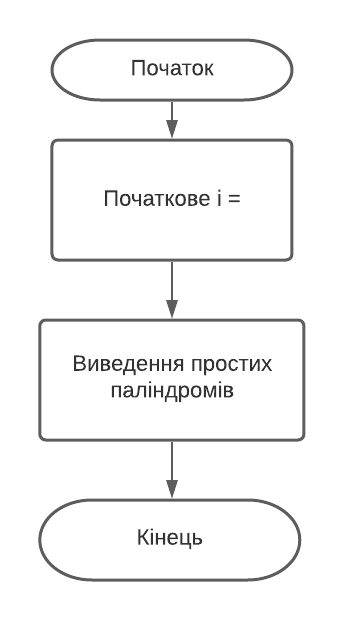 Початок
Початкове і =
Виведення простих
паліндромів
Кінець